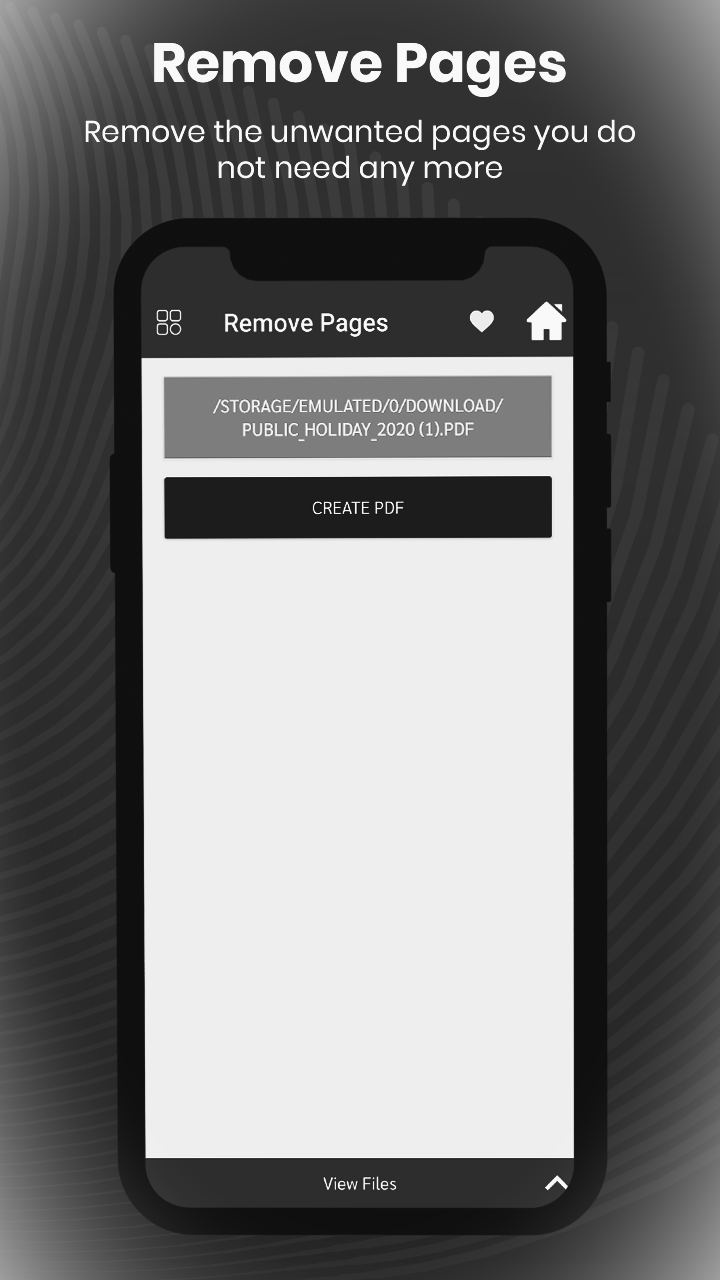 Remove Pages
Remove the unwanted pages you do
not need any more
Remove Pages
/STORAGE/EMULATED/0/DOWNLOAD/
PUBLIC_HOLIDAY_2020 (1).PDF
CREATE PDF
View Files